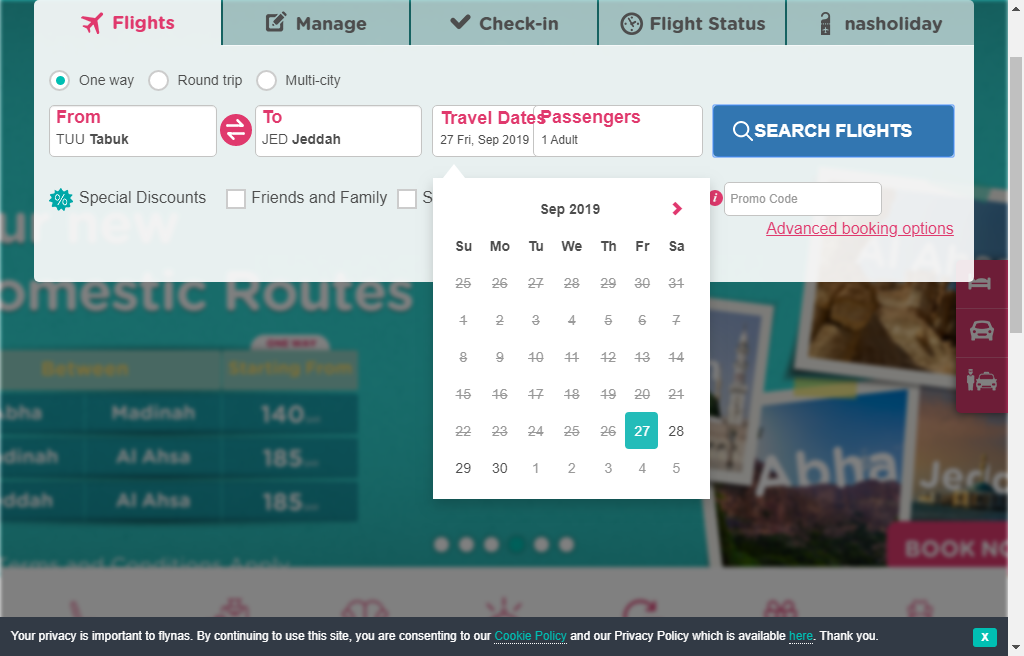 Flights
Manage
Check-in
Flight Status
nasholiday
One way
Round trip
Multi-city
From
TUU Tabuk
To
JED Jeddah
Travel Dates
27 Fri, Sep 2019
Passengers
1 Adult
SEARCH FLIGHTS
Special Discounts
Friends and Family
S
Promo Code
Advanced booking options
Sep 2019
Su Mo Tu We Th Fr Sa
25 26 27 28 29 30 31
1 2 3 4 5 6 7
8 9 10 11 12 13 14
15 16 17 18 19 20 21
22 23 24 25 26 27 28
29 30 1 2 3 4 5
ur new
omestic Routes
ONE WAY
Between
Starting From
bha Madinah 140
dinah Al Ahsa 185
ddah Al Ahsa 185
Terms and Conditions Apply
Al Aha
Abha
Jed
BOOK NO
Your privacy is important to flynas. By continuing to use this site, you are consenting to our Cookie Policy and our Privacy Policy which is available here. Thank you.
X